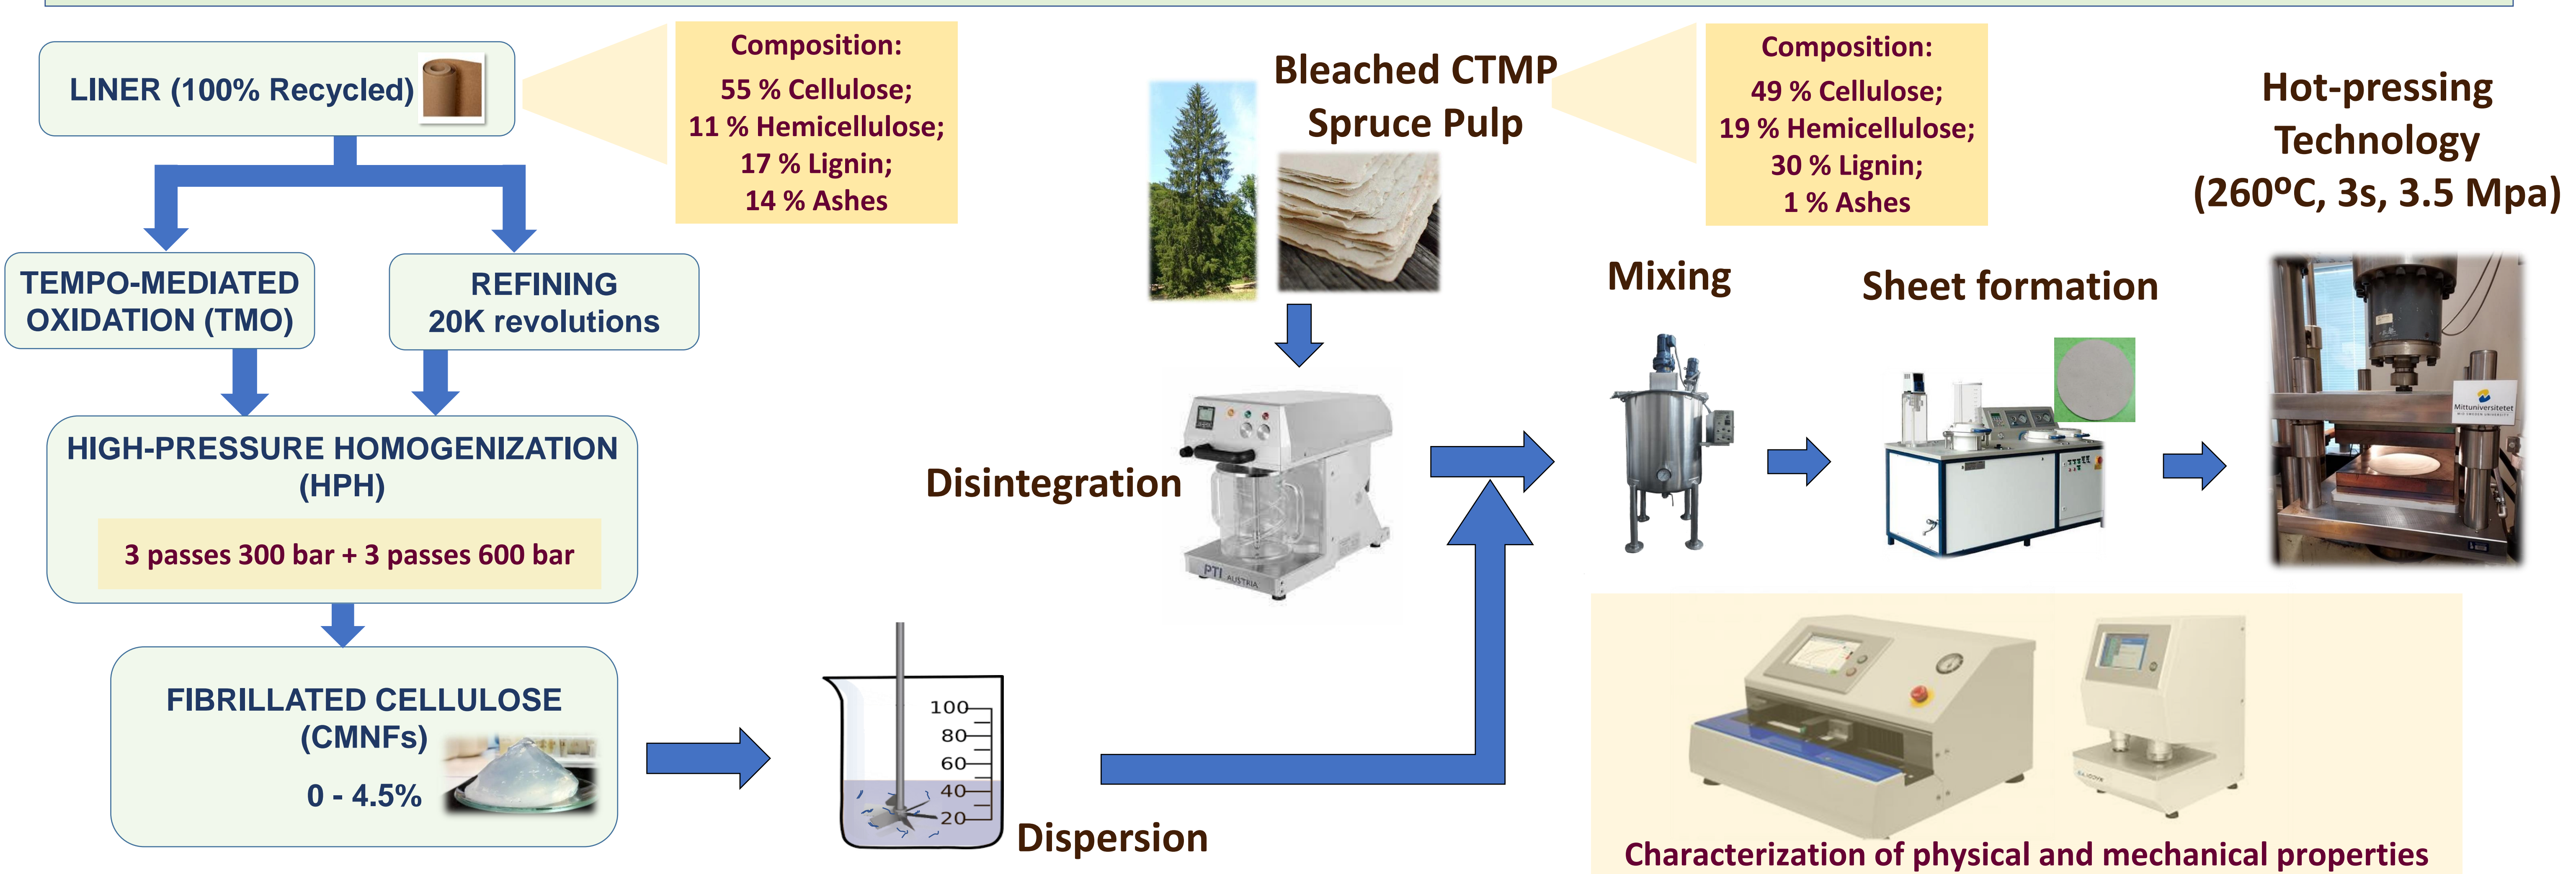 LINER (100% Recycled)
Composition:
55 % Cellulose;
11 % Hemicellulose;
17 % Lignin;
14 % Ashes
TEMPO-MEDIATED
OXIDATION (TMO)
REFINING
20K revolutions
HIGH-PRESSURE HOMOGENIZATION
(HPH)
3 passes 300 bar + 3 passes 600 bar
FIBRILLATED CELLULOSE
(CMNFs)
0 - 4.5%
100
80
60
40
20
Dispersion
Bleached CTMP
Spruce Pulp
Composition:
49 % Cellulose;
19 % Hemicellulose;
30 % Lignin;
1 % Ashes
Disintegration
PTI AUSTRIA
Mixing
Sheet formation
Hot-pressing
Technology
(260ºC, 3s, 3.5 Mpa)
Mittuniversitetet
MID SWEDEN UNIVERSITY
Characterization of physical and mechanical properties